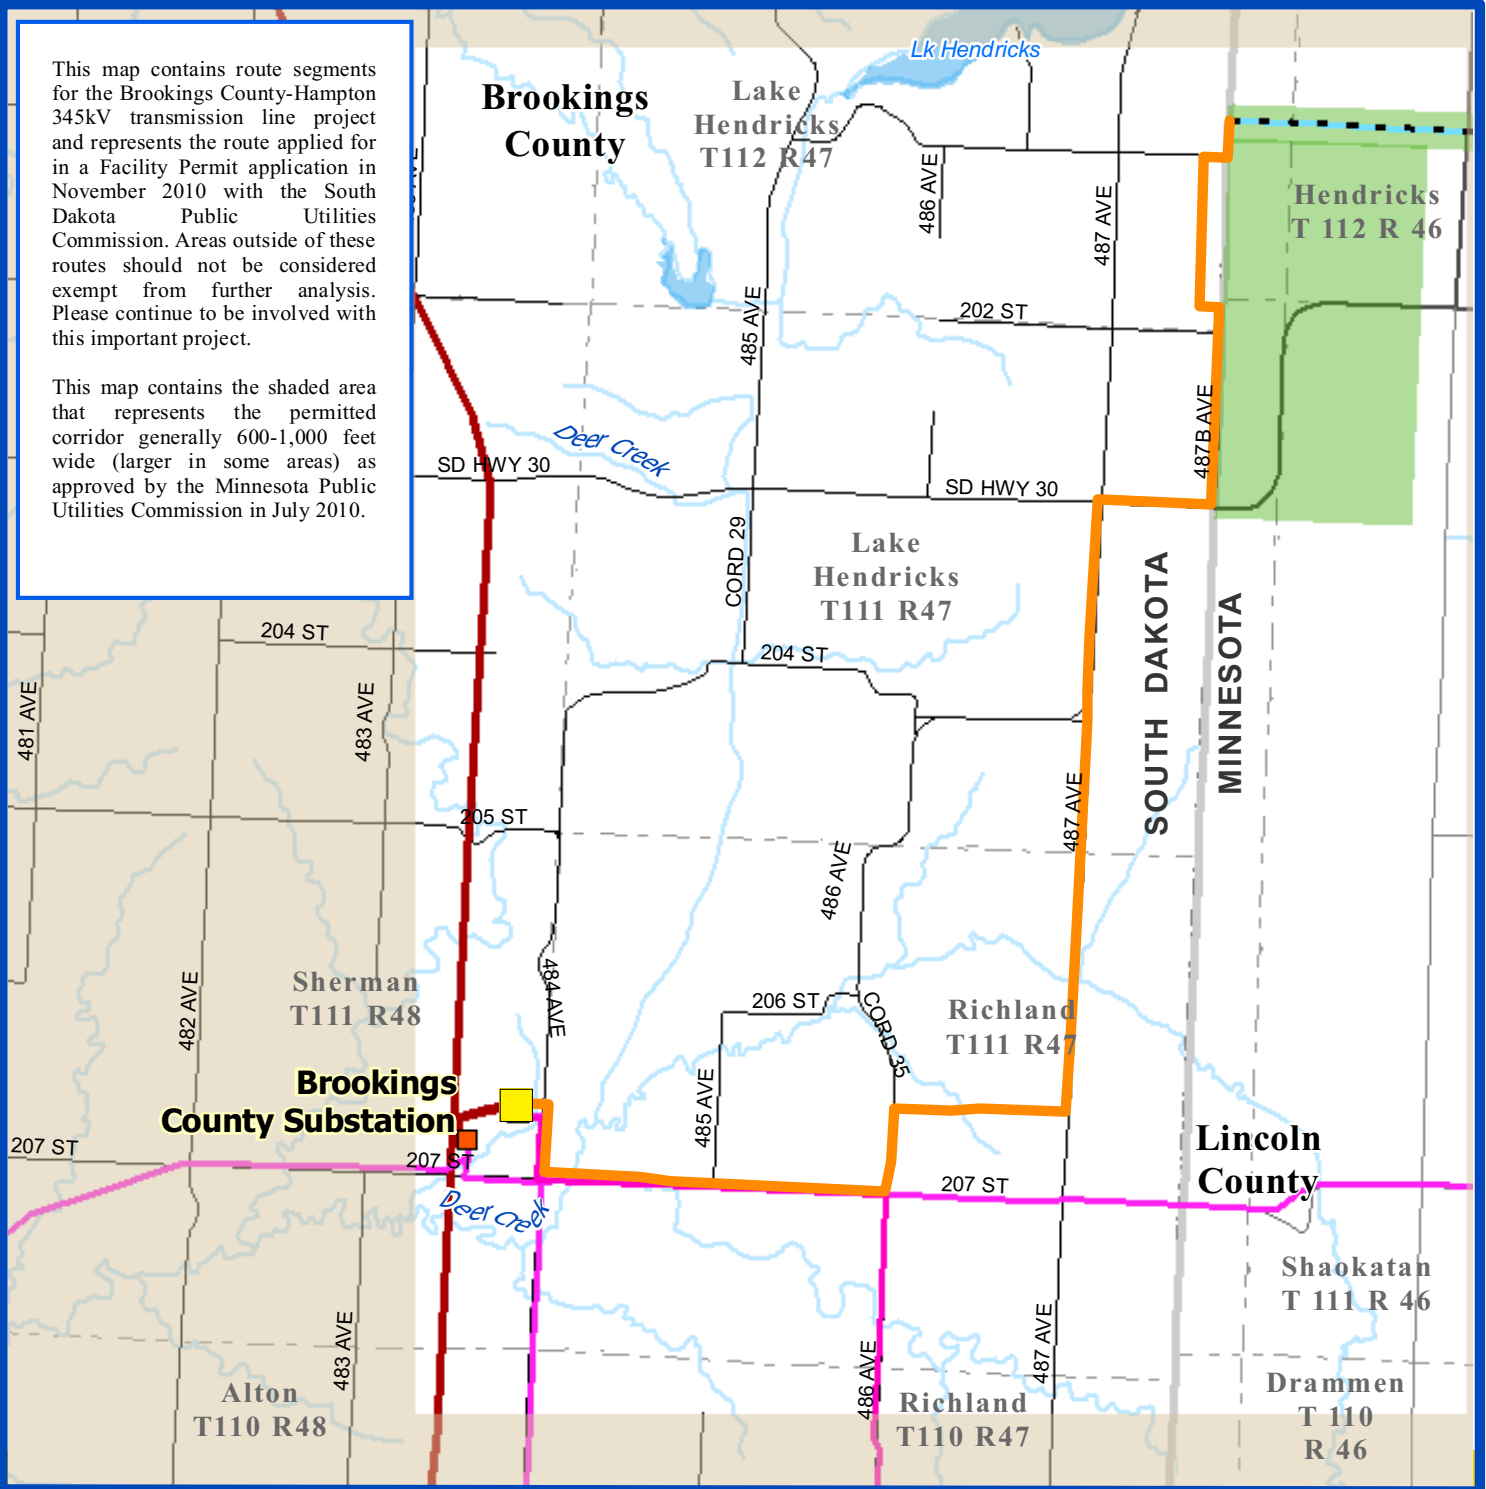 This map contains route segments
for the Brookings County-Hampton
345kV transmission line project
and represents the route applied for
in a Facility Permit application in
November 2010 with the South
Dakota Public Utilities
Commission. Areas outside of these
routes should not be considered
exempt from further analysis.
Please continue to be involved with
this important project.
This map contains the shaded area
that represents the permitted
corridor generally 600-1,000 feet
wide (larger in some areas) as
approved by the Minnesota Public
Utilities Commission in July 2010.
Brookings
County
Lake
Hendricks
T112 R47
Lk Hendricks
486 AVE
487 AVE
Hendricks
T 112 R 46
485 AVE
202 ST
487B AVE
Deer Creek
SD HWY 30
SD HWY 30
CORD 29
Lake
Hendricks
T111 R47
SOUTH DAKOTA
MINNESOTA
204 ST
204 ST
481 AVE
483 AVE
487 AVE
205 ST
486 AVE
Sherman
T111 R48
482 AVE
484 AVE
206 ST
CORD 35
Richland
T111 R47
Brookings
County Substation
485 AVE
207 ST
207 ST
207 ST
Lincoln
County
Deer Creek
Shaokatan
T 111 R 46
483 AVE
486 AVE
487 AVE
Alton
T110 R48
Richland
T110 R47
Drammen
T 110
R 46